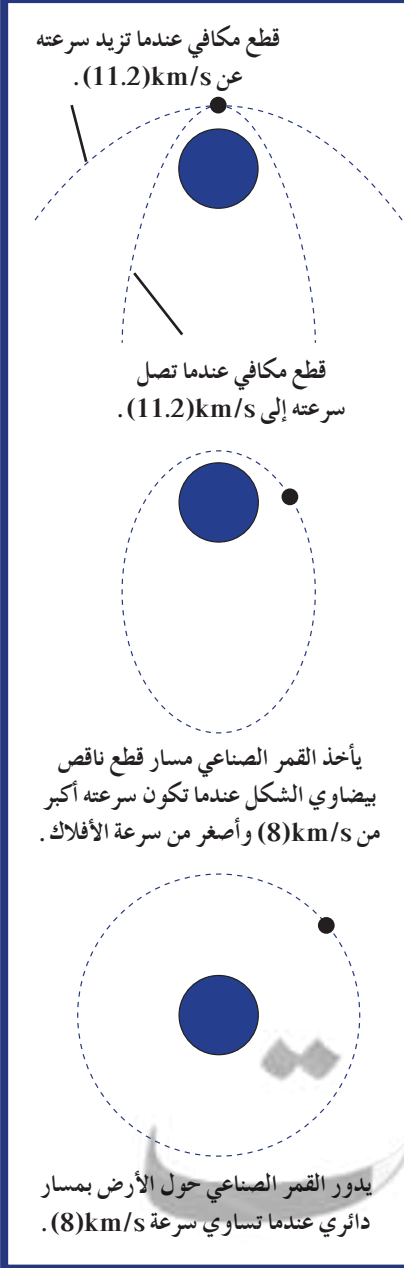 قطع مكافي عندما تزيد سرعته
عن (11.2)km/s.
قطع مكافي عندما تصل
سرعته إلى (11.2)km/s.
يأخذ القمر الصناعي مسار قطع ناقص
بيضاوي الشكل عندما تكون سرعته أكبر
من (8)km/s وأصغر من سرعة الأفلاك.
يدور القمر الصناعي حول الأرض بمسار
دائري عندما تساوي سرعة (8)km/s.